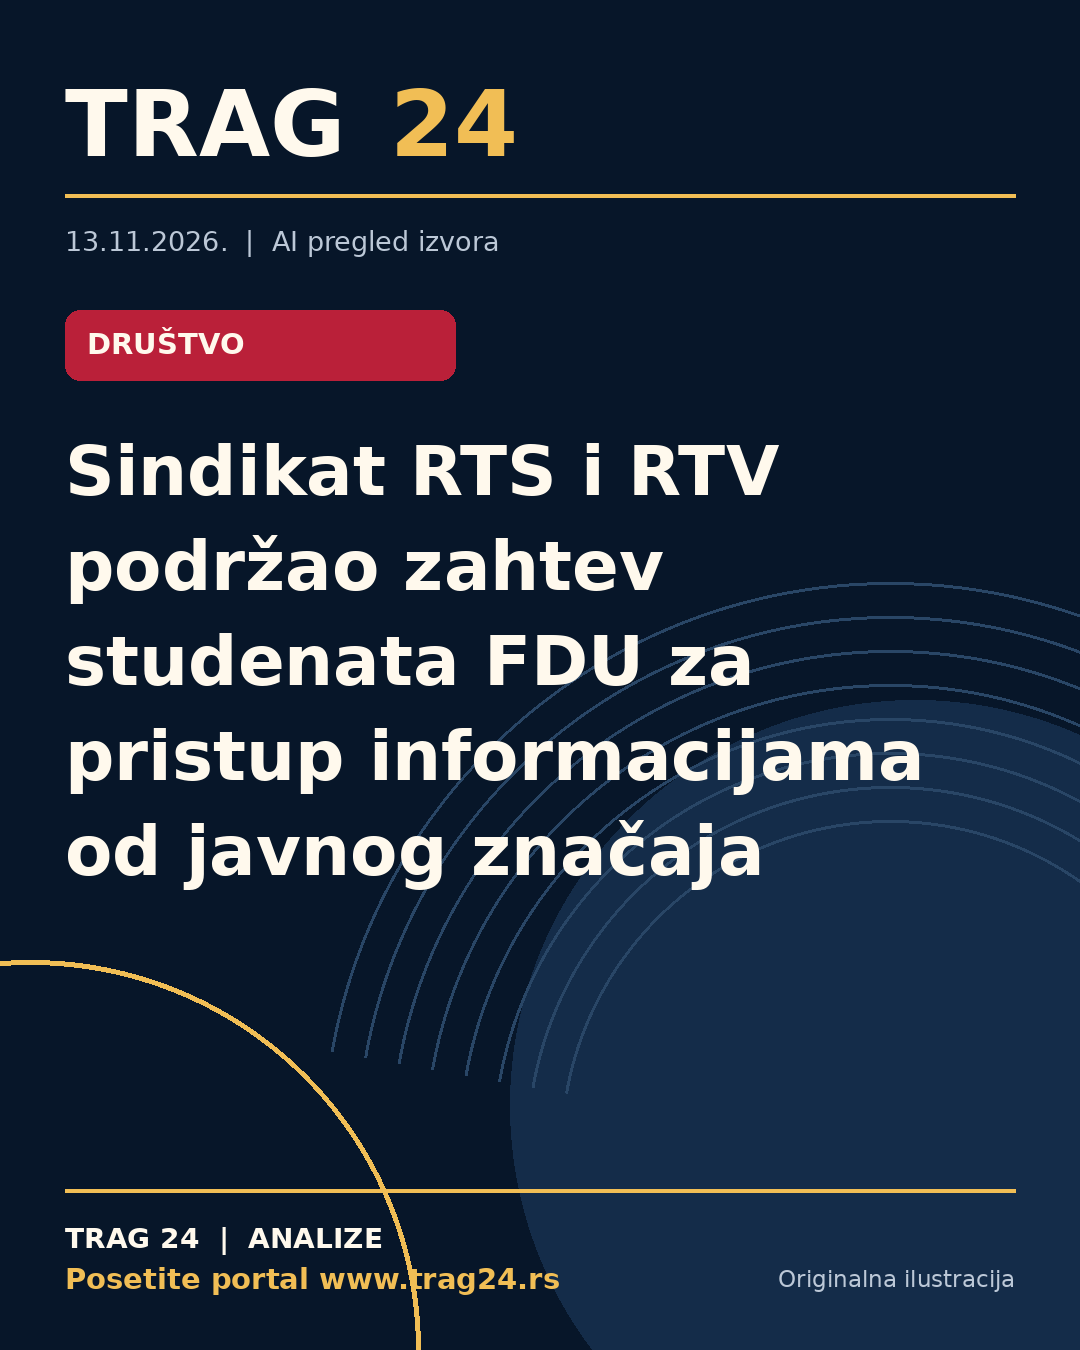 TRAG 24
13.11.2026. | AI pregled izvora
DRUŠTVO
Sindikat RTS i RTV
podržao zahtev
studenata FDU za
pristup informacijama
od javnog značaja
TRAG 24 | ANALIZE
Posetite portal www.trag24.rs
Originalna ilustracija